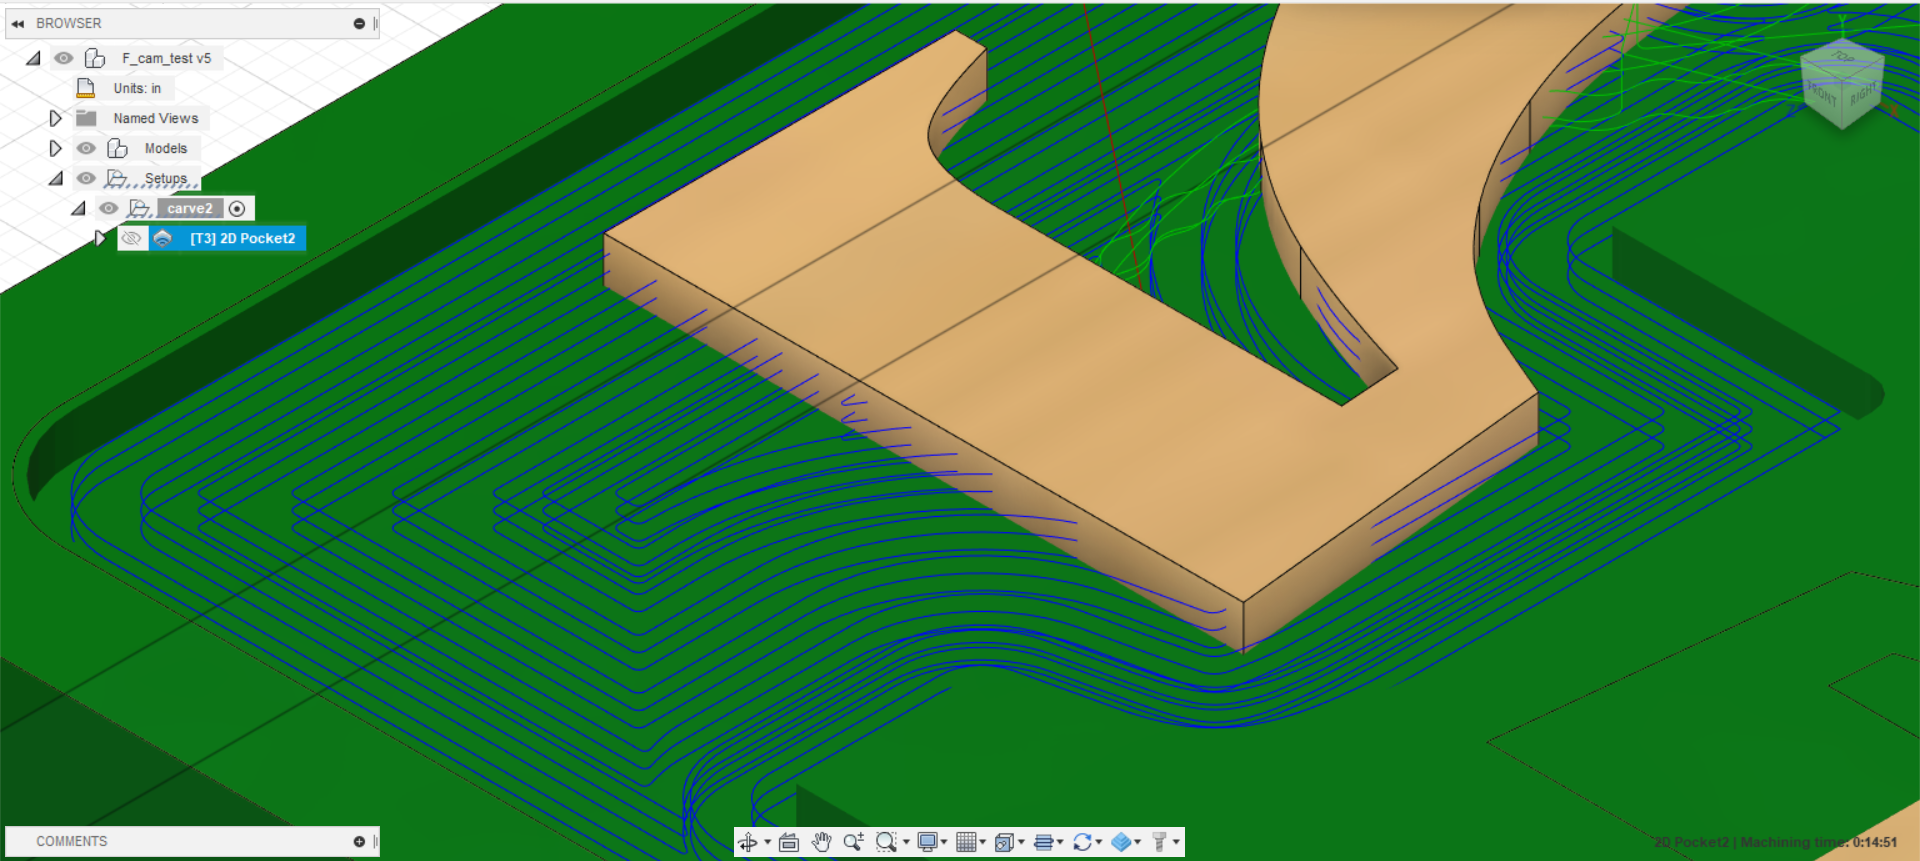 BROWSER
F_cam_test v5
Units: in
Named Views
Models
Setups
carve2
[T3] 2D Pocket2
TOP
FRONT
RIGHT
Y
COMMENTS
2D Pocket2 | Machining time: 0:14:51